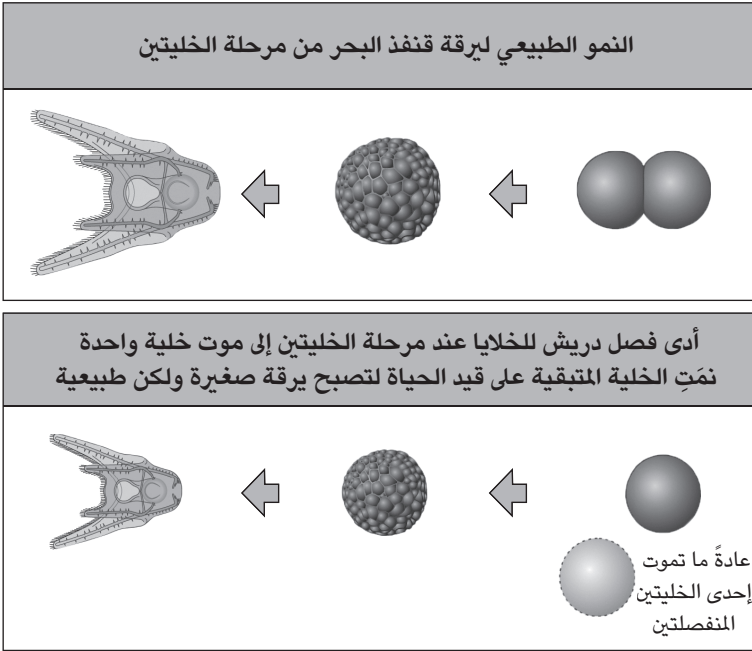 النمو الطبيعي ليرقة قنفذ البحر من مرحلة الخليتين
أدى فصل دريش للخلايا عند مرحلة الخليتين إلى موت خلية واحدة
نمَتِ الخلية المتبقية على قيد الحياة لتصبح يرقة صغيرة ولكن طبيعية
عادةً ما تموت
إحدى الخليتين
المنفصلتين